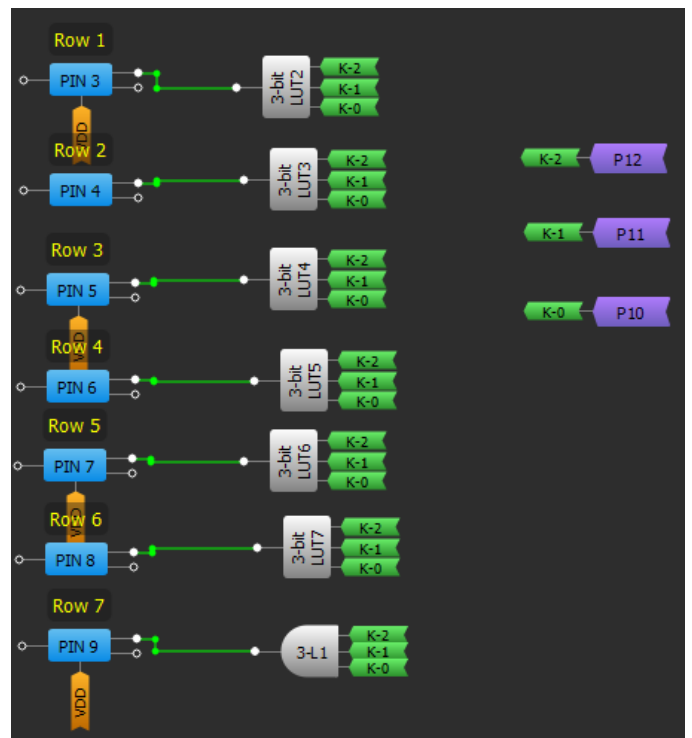 Row 1
PIN 3
VDD
3-bit
LUT2
K-2
K-1
K-0
Row 2
PIN 4
3-bit
LUT3
K-2
K-1
K-0
K-2
P12
K-1
P11
K-0
P10
Row 3
PIN 5
VDD
3-bit
LUT4
K-2
K-1
K-0
Row 4
PIN 6
3-bit
LUT5
K-2
K-1
K-0
Row 5
PIN 7
VDD
3-bit
LUT6
K-2
K-1
K-0
Row 6
PIN 8
3-bit
LUT7
K-2
K-1
K-0
Row 7
PIN 9
VDD
3-L1
K-2
K-1
K-0